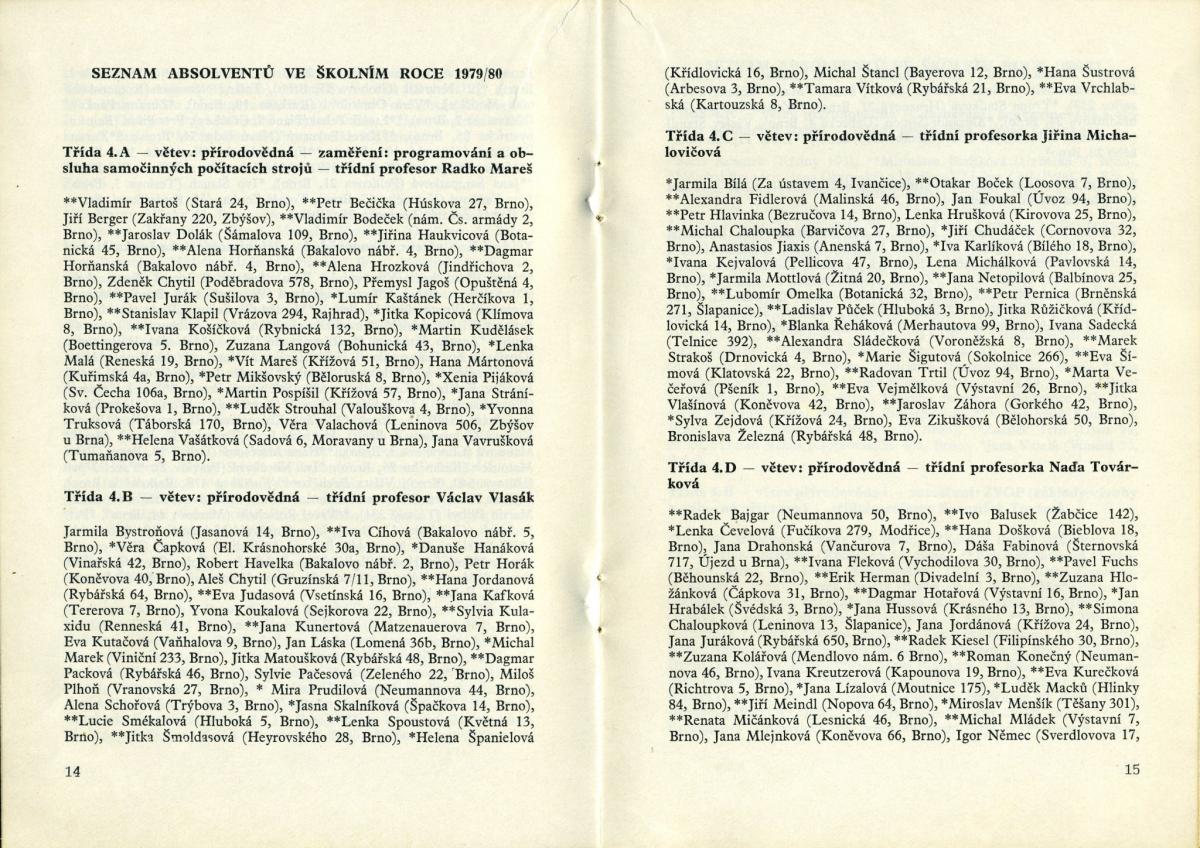 SEZNAM ABSOLVENTŮ VE ŠKOLNÍM ROCE 1979/80
Třída 4.A — větev: přírodovědná — zaměření: programování a ob-
sluha samočinných počítacích strojů — třídní profesor Radko Mareš
**Vladimír Bartoš (Stará 24, Brno), **Petr Bečička (Húskova 27, Brno),
Jiří Berger (Zakřany 220, Zbýšov), **Vladimír Bodeček (nám. Čs. armády 2,
Brno), **Jaroslav Dolák (Šámalova 109, Brno), **Jiřina Haukvicová (Bota-
nická 45, Brno), **Alena Horňanská (Bakalovo nábř. 4, Brno), **Dagmar
Horňanská (Bakalovo nábř. 4, Brno), **Alena Hrozková (Jindřichova 2,
Brno), Zdeněk Chytil (Poděbradova 578, Brno), Přemysl Jagoš (Opuštěná 4,
Brno), **Pavel Jurák (Sušilova 3, Brno), *Lumír Kaštánek (Herčíkova 1,
Brno), **Stanislav Klapil (Vrázova 294, Rajhrad), *Jitka Kopicová (Klímova
8, Brno), **Ivana Košíčková (Rybnická 132, Brno), *Martin Kudělásek
(Boettingerova 5. Brno), Zuzana Langová (Bohunická 43, Brno), *Lenka
Malá (Reneská 19, Brno), *Vít Mareš (Křížová 51, Brno), Hana Mártonová
(Kuřimská 4a, Brno), *Petr Mikšovský (Běloruská 8, Brno), *Xenia Pijáková
(Sv. Čecha 106a, Brno), *Martin Pospíšil (Křížová 57, Brno), *Jana Strání-
ková (Prokešova 1, Brno), **Luděk Strouhal (Valouškova 4, Brno), *Yvonna
Truksova (Táborská 170, Brno), Věra Valachová (Leninova 506, Zbýšov
u Brna), **Helena Vašátková (Sadová 6, Moravany u Brna), Jana Vavrušková
(Tumaňanova 5, Brno).
Třída 4.B — větev: přírodovědná — třídní profesor Václav Vlasák
Jarmila Bystroňová (Jasanová 14, Brno), **Iva Cíhová (Bakalovo nábř. 5,
Brno), *Věra Čapková (El. Krásnohorské 30a, Brno), *Danuše Hanáková
(Vinařská 42, Brno), Robert Havelka (Bakalovo nábř. 2, Brno), Petr Horák
(Koněvova 40, Brno), Aleš Chytil (Gruzínská 7/11, Brno), **Hana Jordanová
(Rybářská 64, Brno), **Eva Judasová (Vsetínská 16, Brno), **Jana Kafková
(Tererova 7, Brno), Yvona Koukalová (Sejkorova 22, Brno), **Sylvia Kula-
xidu (Renneská 41, Brno), **Jana Kunertová (Matzenauerova 7, Brno),
Eva Kutačová (Vaňhalova 9, Brno), Jan Láska (Lomená 36b, Brno), *Michal
Marek (Viniční 233, Brno), Jitka Matoušková (Rybářská 48, Brno), **Dagmar
Packová (Rybářská 46, Brno), Sylvie Pačesová (Zeleného 22, Brno), Miloš
Plhoň (Vranovská 27, Brno), * Mira Prudilová (Neumannova 44, Brno),
Alena Schořová (Trýbova 3, Brno), *Jasna Skalníková (Špačkova 14, Brno),
**Lucie Smékalová (Hluboká 5, Brno), **Lenka Spoustová (Květná 13,
Brno), **Jitka Šmoldasová (Heyrovského 28, Brno), *Helena Španielová
14
(Křídlovická 16, Brno), Michal Štancl (Bayerova 12, Brno), *Hana Šustrová
(Arbesova 3, Brno), **Tamara Vítková (Rybářská 21, Brno), **Eva Vrchlab-
ská (Kartouzská 8, Brno).
Třída 4.C — větev: přírodovědná — třídní profesorka Jiřina Micha-
lovičová
*Jarmila Bílá (Za ústavem 4, Ivančice), **Otakar Boček (Loosova 7, Brno),
**Alexandra Fidlerová (Malinská 46, Brno), Jan Foukal (Úvoz 94, Brno),
**Petr Hlavinka (Bezručova 14, Brno), Lenka Hrušková (Kirovova 25, Brno),
**Michal Chaloupka (Barvičova 27, Brno), *Jiří Chudáček (Cornovova 32,
Brno), Anastasios Jiaxis (Anenská 7, Brno), *Iva Karlíková (Bílého 18, Brno),
*Ivana Kejvalová (Pellicova 47, Brno), Lena Michálková (Pavlovská 14,
Brno), *Jarmila Mottlová (Žitná 20, Brno), **Jana Netopilová (Balbínova 25,
Brno), **Lubomír Omelka (Botanická 32, Brno), **Petr Pernica (Brněnská
271, Šlapanice), **Ladislav Půček (Hluboká 3, Brno), Jitka Růžičková (Kříd-
lovická 14, Brno), *Blanka Řeháková (Merhautova 99, Brno), Ivana Sadecká
(Telnice 392), **Alexandra Sládečková (Voroněžská 8, Brno), **Marek
Strakoš (Drnovická 4, Brno), *Marie Šigutová (Sokolnice 266), **Eva Ší-
mová (Klatovská 22, Brno), **Radovan Trtil (Úvoz 94, Brno), *Marta Ve-
čeřová (Pšeník 1, Brno), **Eva Vejmělková (Výstavní 26, Brno), **Jitka
Vlašínová (Koněvova 42, Brno), **Jaroslav Záhora (Gorkého 42, Brno),
*Sylva Zejdová (Křížová 24, Brno), Eva Zikušková (Bělohorská 50, Brno),
Bronislava Železná (Rybářská 48, Brno).
Třída 4.D — větev: přírodovědná — třídní profesorka Naďa Továr-
ková
**Radek Bajgar (Neumannova 50, Brno), **Ivo Balusek (Žabčice 142),
*Lenka Čevelová (Fučíkova 279, Modřice), **Hana Došková (Bieblova 18,
Brno), Jana Drahonská (Vančurova 7, Brno), Dáša Fabinová (Šternovská
717, Újezd u Brna), **Ivana Fleková (Vychodilova 30, Brno), **Pavel Fuchs
(Běhounská 22, Brno), **Erik Herman (Divadelní 3, Brno), **Zuzana Hlo-
žánková (Čápkova 31, Brno), **Dagmar Hotařová (Výstavní 16, Brno), *Jan
Hrabálek (Švédská 3, Brno), *Jana Hussová (Krásného 13, Brno), **Simona
Chaloupková (Leninova 13, Šlapanice), Jana Jordánová (Křížová 24, Brno),
Jana Juráková (Rybářská 650, Brno), **Radek Kiesel (Filipínského 30, Brno),
**Zuzana Kolářová (Mendlovo nám. 6 Brno), **Roman Konečný (Neuman-
nova 46, Brno), Ivana Kreutzerová (Kapounova 19, Brno), **Eva Kurečková
(Richtrova 5, Brno), *Jana Lízalová (Moutnice 175), *Luděk Macků (Hlinky
84, Brno), **Jiří Meindl (Nopova 64, Brno), *Miroslav Menšík (Těšany 301),
**Renata Mičánková (Lesnická 46, Brno), **Michal Mládek (Výstavní 7,
Brno), Jana Mlejnková (Koněvova 66, Brno), Igor Němec (Sverdlovova 17,
15